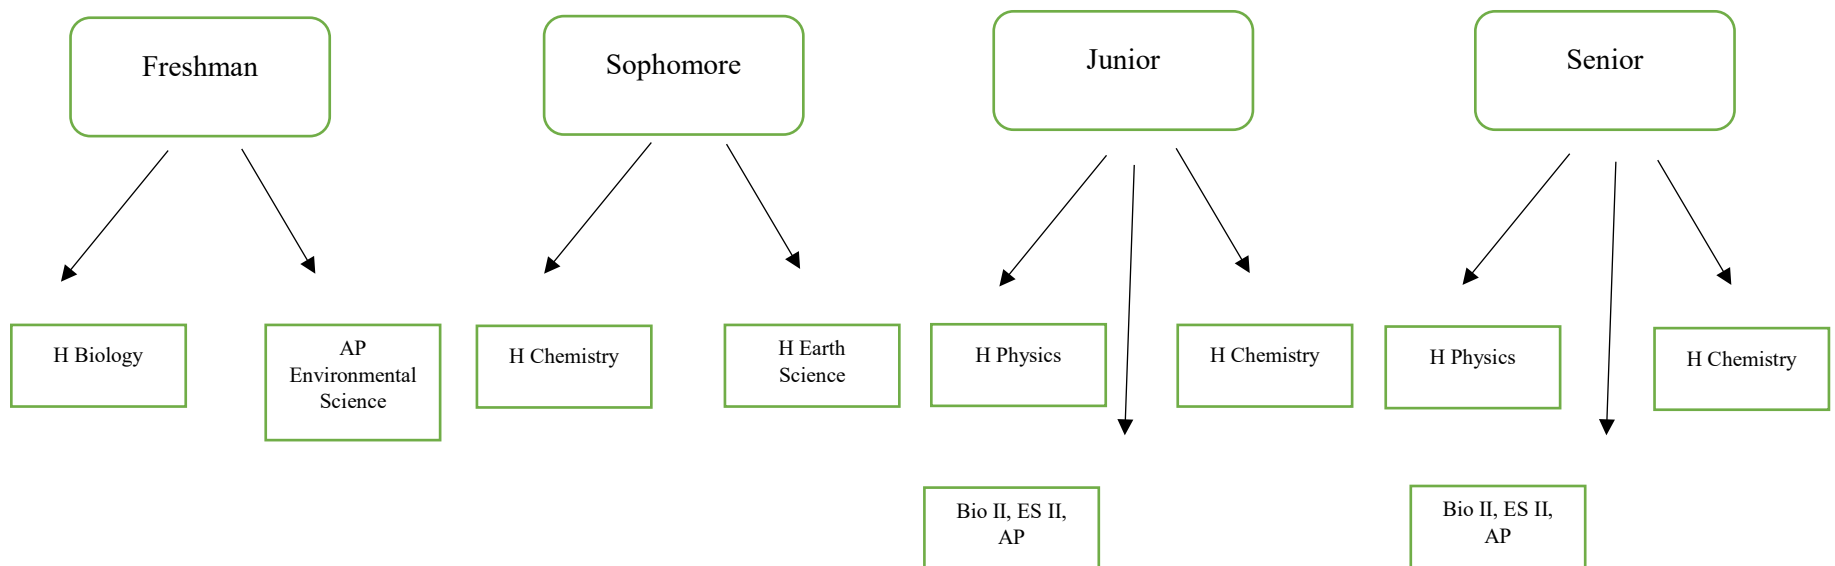 Freshman
Sophomore
Junior
Senior
H Biology
AP
Environmental
Science
H Chemistry
H Earth
Science
H Physics
H Chemistry
H Physics
H Chemistry
Bio II, ES II,
AP
Bio II, ES II,
AP